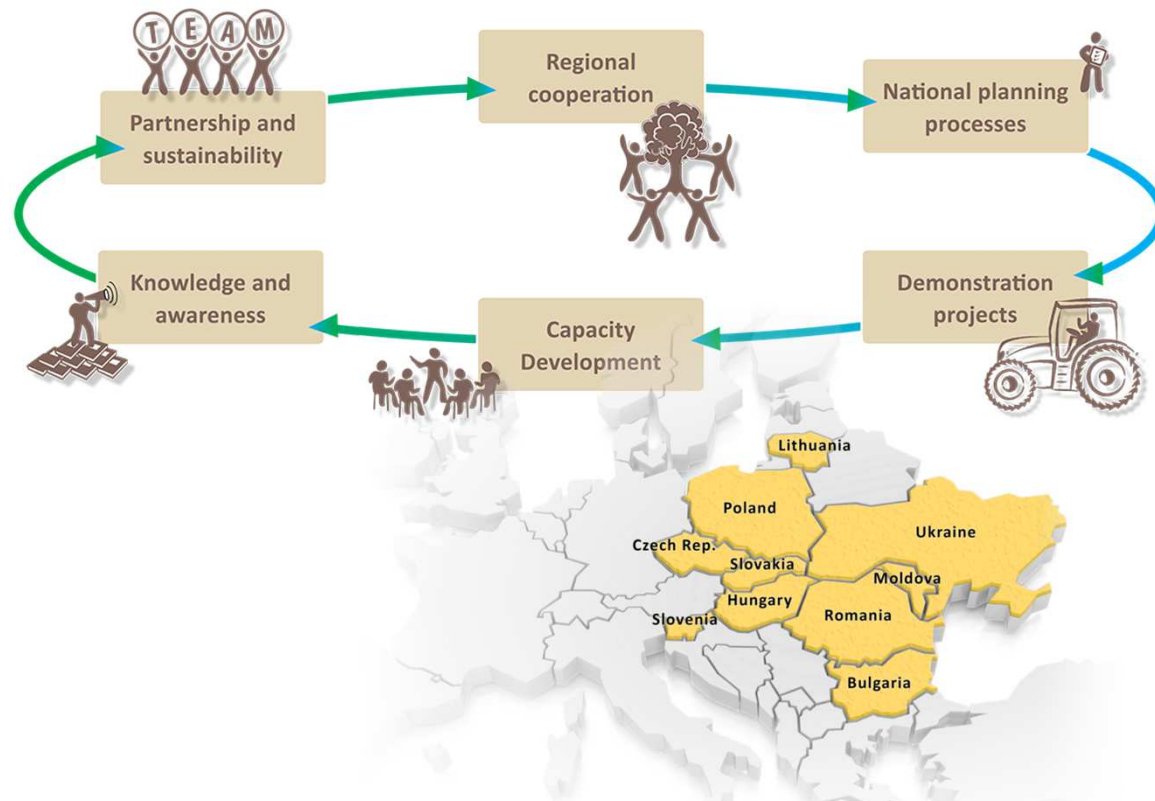 TEAM
Partnership and
sustainability
Regional
cooperation
National planning
processes
Knowledge and
awareness
Capacity
Development
Demonstration
projects
Lithuania
Poland
Ukraine
Czech Rep.
Slovakia
Moldova
Hungary
Romania
Slovenia
Bulgaria